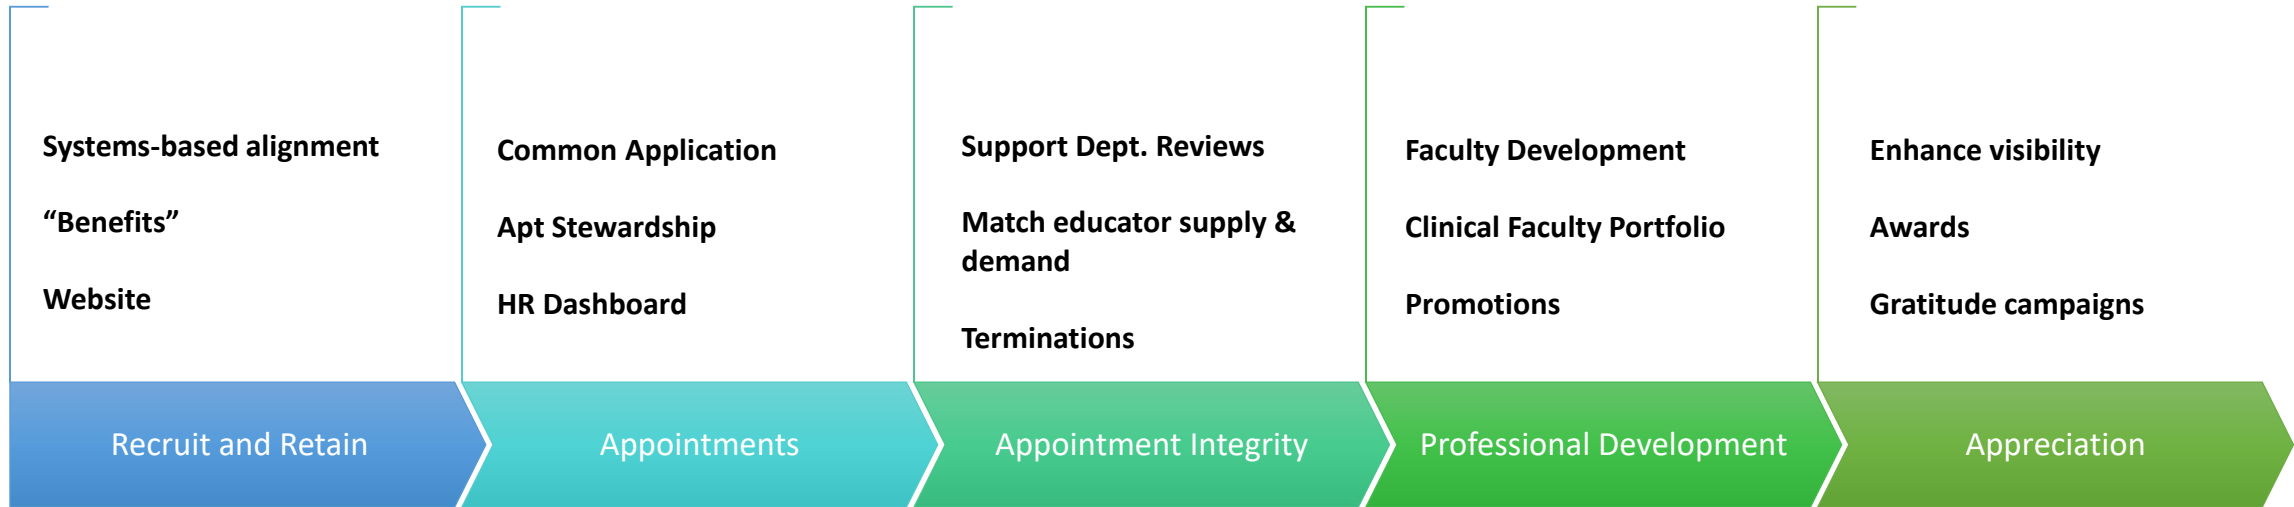 Systems-based alignment
“Benefits”
Website
Recruit and Retain
Common Application
Apt Stewardship
HR Dashboard
Appointments
Support Dept. Reviews
Match educator supply &
demand
Terminations
Appointment Integrity
Faculty Development
Clinical Faculty Portfolio
Promotions
Professional Development
Enhance visibility
Awards
Gratitude campaigns
Appreciation